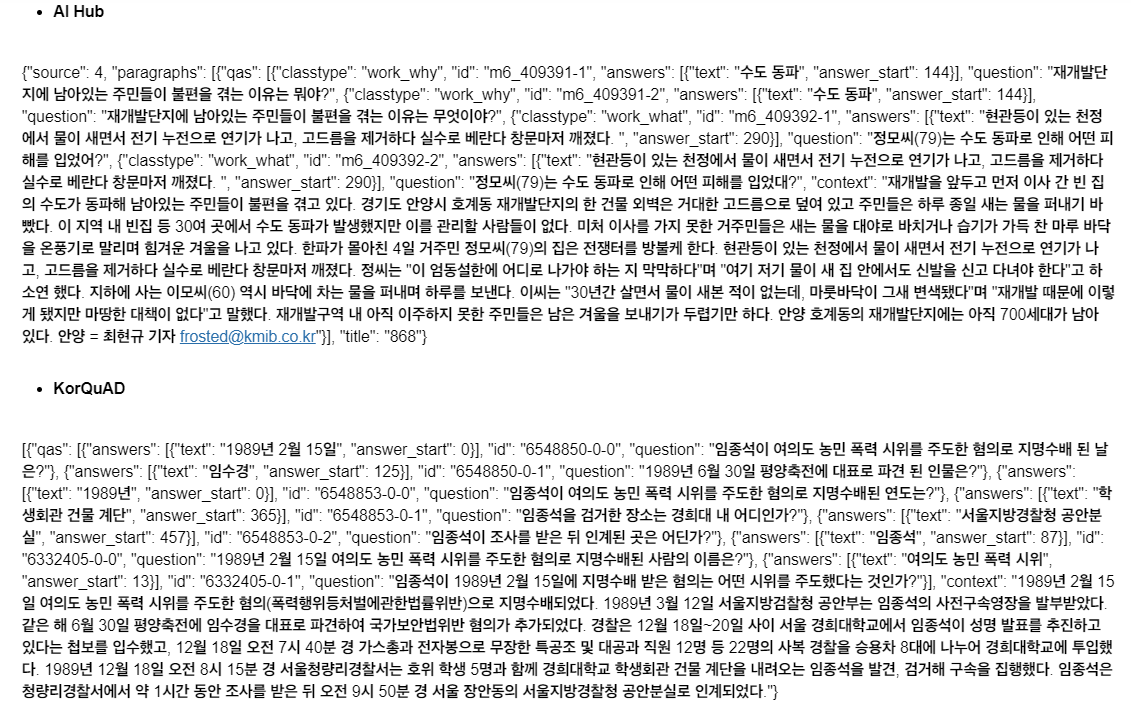 • AI Hub
{"source": 4, "paragraphs": [{"qas": [{"classtype": "work_why", "id": "m6_409391-1", "answers": [{"text": "수도 동파", "answer_start": 144}], "question": "재개발단
지에 남아있는 주민들이 불편을 겪는 이유는 뭐야?", {"classtype": "work_why", "id": "m6_409391-2", "answers": [{"text": "수도 동파", "answer_start": 144}],
"question": "재개발단지에 남아있는 주민들이 불편을 겪는 이유는 무엇이야?", {"classtype": "work_what", "id": "m6_409392-1", "answers": [{"text": "현관등이 있는 천정
에서 물이 새면서 전기 누전으로 연기가 나고, 고드름을 제거하다 실수로 베란다 창문마저 깨졌다. ", "answer_start": 290}], "question": "정모씨(79)는 수도 동파로 인해 어떤 피
해를 입었어?", {"classtype": "work_what", "id": "m6_409392-2", "answers": [{"text": "현관등이 있는 천정에서 물이 새면서 전기 누전으로 연기가 나고, 고드름을 제거하다
실수로 베란다 창문마저 깨졌다. ", "answer_start": 290}], "question": "정모씨(79)는 수도 동파로 인해 어떤 피해를 입었대?", "context": "재개발을 앞두고 먼저 이사 간 빈 집
의 수도가 동파해 남아있는 주민들이 불편을 겪고 있다. 경기도 안양시 호계동 재개발단지의 한 건물 외벽은 거대한 고드름으로 덮여 있고 주민들은 하루 종일 새는 물을 퍼내기 바
빴다. 이 지역 내 빈집 등 30여 곳에서 수도 동파가 발생했지만 이를 관리할 사람들이 없다. 미처 이사를 가지 못한 거주민들은 새는 물을 대야로 바치거나 습기가 가득 찬 마루 바닥
을 온풍기로 말리며 힘겨운 겨울을 나고 있다. 한파가 몰아친 4일 거주민 정모씨(79)의 집은 전쟁터를 방불케 한다. 현관등이 있는 천정에서 물이 새면서 전기 누전으로 연기가 나
고, 고드름을 제거하다 실수로 베란다 창문마저 깨졌다. 정씨는 "이 엄동설한에 어디로 나가야 하는 지 막막하다"며 "여기 저기 물이 새 집 안에서도 신발을 신고 다녀야 한다"고 하
소연 했다. 지하에 사는 이모씨(60) 역시 바닥에 차는 물을 퍼내며 하루를 보낸다. 이씨는 "30년간 살면서 물이 새본 적이 없는데, 마룻바닥이 그새 변색됐다"며 "재개발 때문에 이렇
게 됐지만 마땅한 대책이 없다"고 말했다. 재개발구역 내 아직 이주하지 못한 주민들은 남은 겨울을 보내기가 두렵기만 하다. 안양 호계동의 재개발단지에는 아직 700세대가 남아
있다. 안양 = 최현규 기자 frosted@kmib.co.kr"}], "title": "868"}
• KorQuAD
[{"qas": [{"answers": [{"text": "1989년 2월 15일", "answer_start": 0}], "id": "6548850-0-0", "question": "임종석이 여의도 농민 폭력 시위를 주도한 혐의로 지명수배 된 날
은?"}, {"answers": [{"text": "임수경", "answer_start": 125}], "id": "6548850-0-1", "question": "1989년 6월 30일 평양축전에 대표로 파견 된 인물은?"}, {"answers":
[{"text": "1989년", "answer_start": 0}], "id": "6548853-0-0", "question": "임종석이 여의도 농민 폭력 시위를 주도한 혐의로 지명수배된 연도는?"}, {"answers": [{"text": "학
생회관 건물 계단", "answer_start": 365}], "id": "6548853-0-1", "question": "임종석을 검거한 장소는 경희대 내 어디인가?"}, {"answers": [{"text": "서울지방경찰청 공안분
실", "answer_start": 457}], "id": "6548853-0-2", "question": "임종석이 조사를 받은 뒤 인계된 곳은 어딘가?"}, {"answers": [{"text": "임종석", "answer_start": 87}], "id":
"6332405-0-0", "question": "1989년 2월 15일 여의도 농민 폭력 시위를 주도한 혐의로 지명수배된 사람의 이름은?"}, {"answers": [{"text": "여의도 농민 폭력 시위",
"answer_start": 13}], "id": "6332405-0-1", "question": "임종석이 1989년 2월 15일에 지명수배 받은 혐의는 어떤 시위를 주도했다는 것인가?"}], "context": "1989년 2월 15
일 여의도 농민 폭력 시위를 주도한 혐의(폭력행위등처벌에관한법률위반)으로 지명수배되었다. 1989년 3월 12일 서울지방검찰청 공안부는 임종석의 사전구속영장을 발부받았다.
같은 해 6월 30일 평양축전에 임수경을 대표로 파견하여 국가보안법위반 혐의가 추가되었다. 경찰은 12월 18일~20일 사이 서울 경희대학교에서 임종석이 성명 발표를 추진하고
있다는 첩보를 입수했고, 12월 18일 오전 7시 40분 경 가스총과 전자봉으로 무장한 특공조 및 대공과 직원 12명 등 22명의 사복 경찰을 승용차 8대에 나누어 경희대학교에 투입했
다. 1989년 12월 18일 오전 8시 15분 경 서울청량리경찰서는 호위 학생 5명과 함께 경희대학교 학생회관 건물 계단을 내려오는 임종석을 발견, 검거해 구속을 집행했다. 임종석은
청량리경찰서에서 약 1시간 동안 조사를 받은 뒤 오전 9시 50분 경 서울 장안동의 서울지방경찰청 공안분실로 인계되었다."}